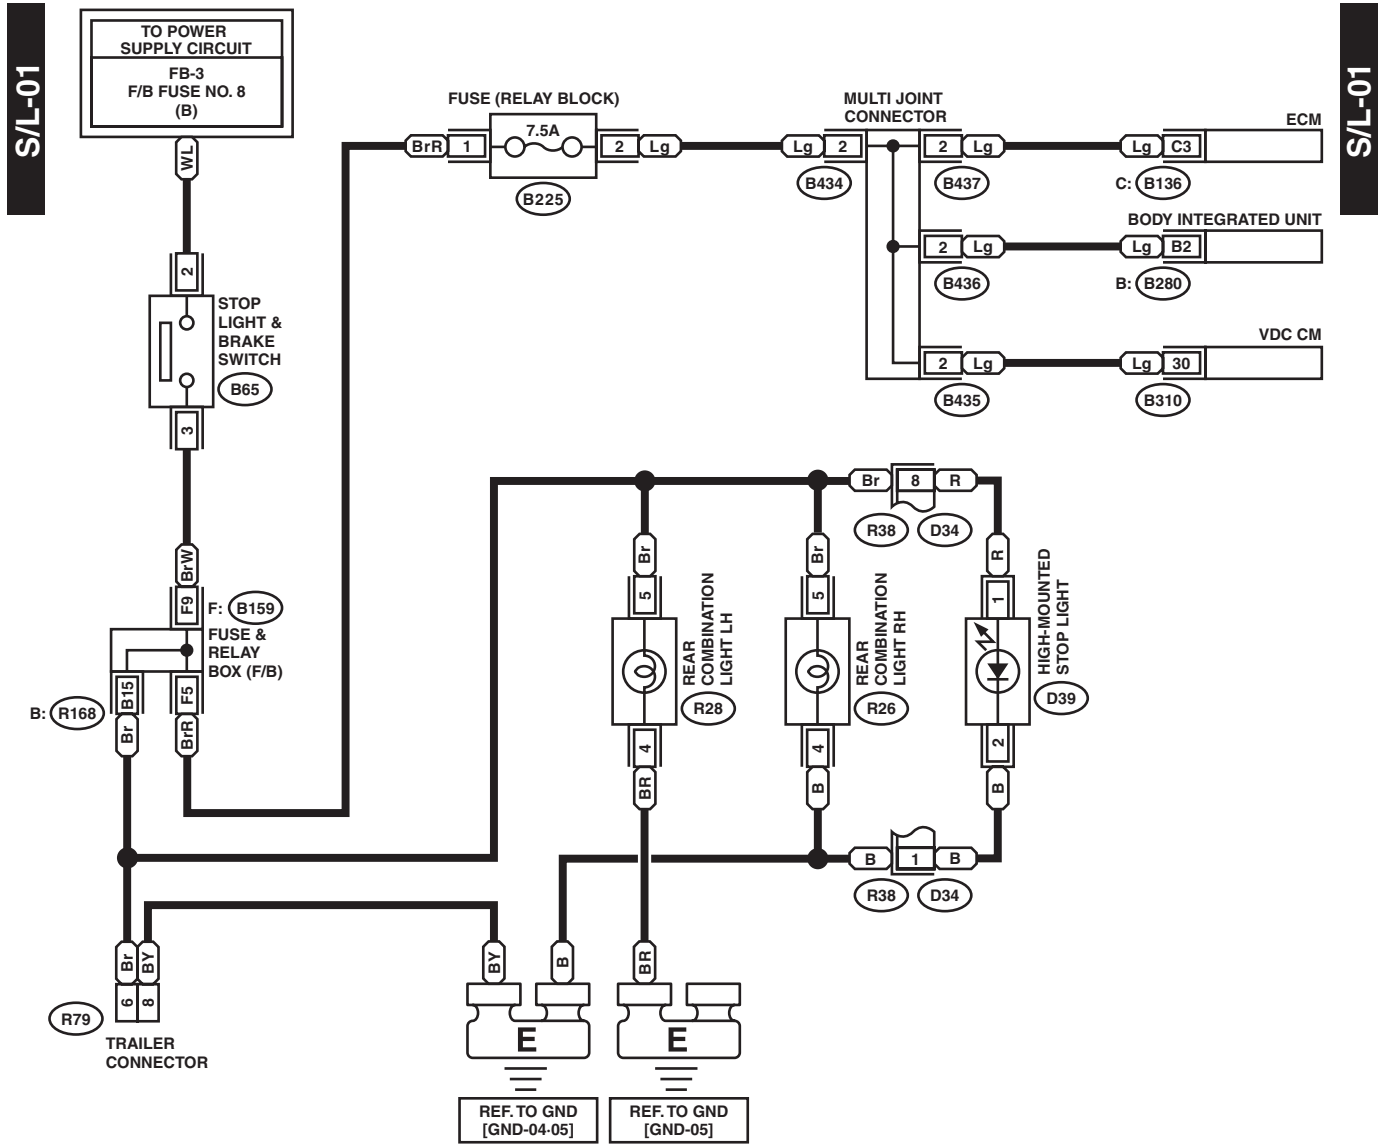 S/L-01
S/L-01
TO POWER
SUPPLY CIRCUIT
FB-3
F/B FUSE NO. 8
(B)
WL
2
STOP
LIGHT &
BRAKE
SWITCH
B65
3
BrW
F9
F: B159
FUSE &
RELAY
BOX (F/B)
B: R168
B15
F5
Br
BrR
FUSE (RELAY BLOCK)
BrR 1
7.5A
2 Lg
B225
MULTI JOINT
CONNECTOR
Lg 2
B434
2 Lg
B437
ECM
Lg C3
C: B136
BODY INTEGRATED UNIT
2 Lg
B436
Lg B2
B: B280
VDC CM
2 Lg
B435
Lg 30
B310
Br 8 R
R38 D34
Br
5
REAR
COMBINATION
LIGHT LH
R28
4
BR
Br
5
REAR
COMBINATION
LIGHT RH
R26
4
B
R
1
HIGH-MOUNTED
STOP LIGHT
D39
2
B
B 1 B
R38 D34
Br BY
6 8
R79
TRAILER
CONNECTOR
BY
B
BR
E
E
REF. TO GND
[GND-04·05]
REF. TO GND
[GND-05]